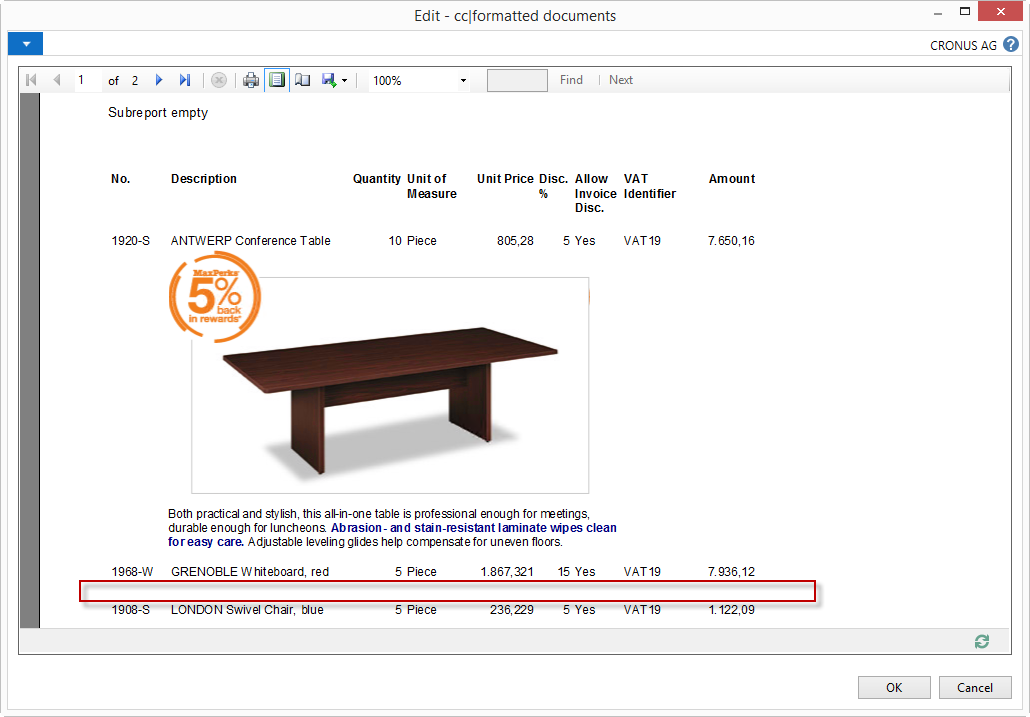 Edit - cc|formatted documents
CRONUS AG ?
1 of 2 100% Find Next
Subreport empty
No. Description Quantity Unit of Measure Unit Price Disc. % Allow Invoice Disc. VAT Identifier Amount
1920-S ANTWERP Conference Table 10 Piece 805,28 5 Yes VAT19 7.650,16
MaxPerks
5%
back
in rewards*
Both practical and stylish, this all-in-one table is professional enough for meetings,
durable enough for luncheons. Abrasion- and stain-resistant laminate wipes clean
for easy care. Adjustable leveling glides help compensate for uneven floors.
1968-W GRENOBLE Whiteboard, red 5 Piece 1.867,321 15 Yes VAT19 7.936,12
1908-S LONDON Swivel Chair, blue 5 Piece 236,229 5 Yes VAT19 1.122,09
OK Cancel